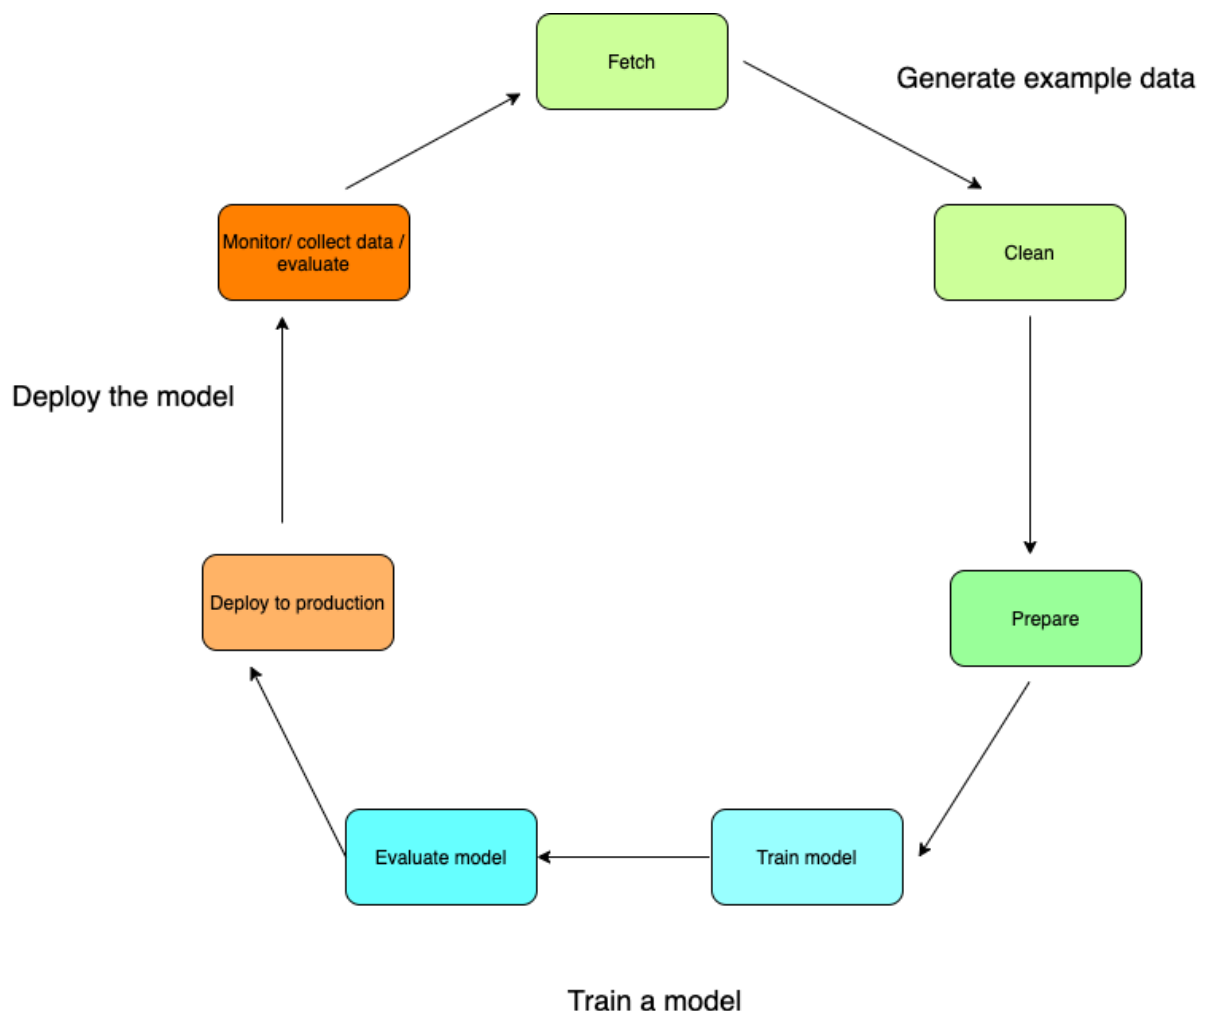 Fetch
Generate example data
Monitor/ collect data /
evaluate
Clean
Deploy the model
Deploy to production
Prepare
Evaluate model
Train model
Train a model